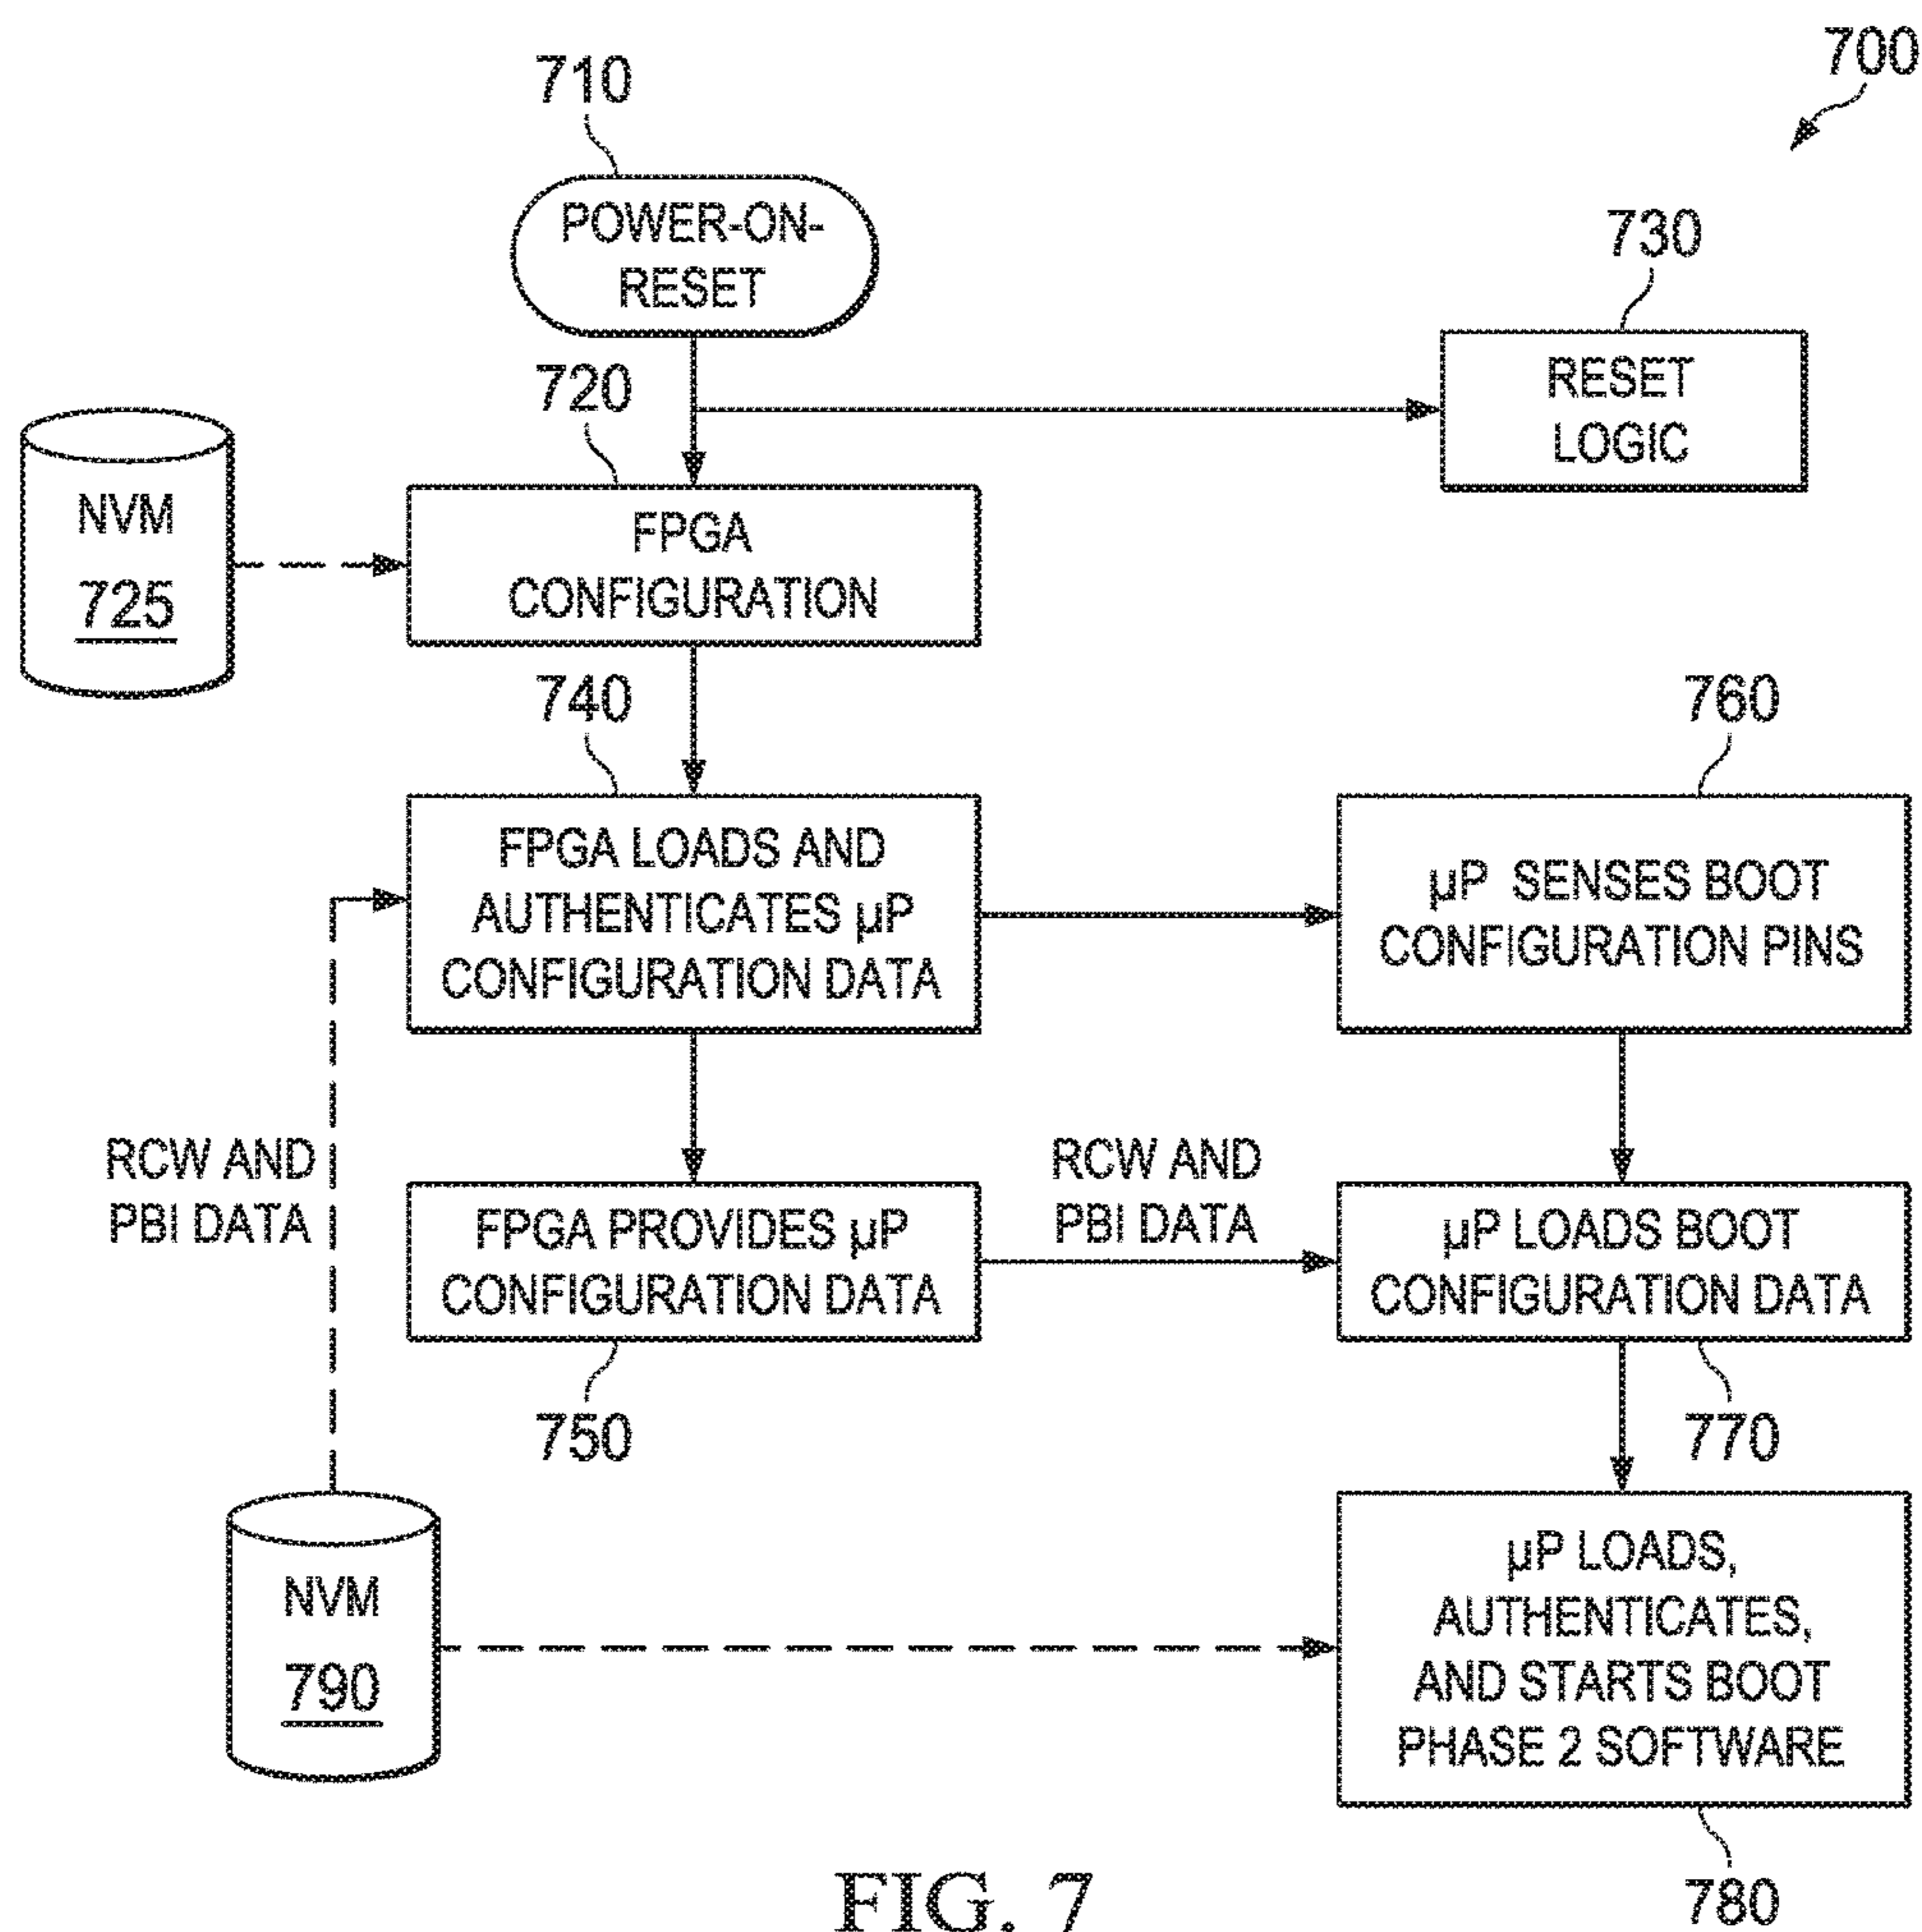 700
710
POWER-ON-
RESET
730
RESET
LOGIC
720
NVM
725
FPGA
CONFIGURATION
740
760
FPGA LOADS AND
AUTHENTICATES µP
CONFIGURATION DATA
µP SENSES BOOT
CONFIGURATION PINS
RCW AND
PBI DATA
FPGA PROVIDES µP
CONFIGURATION DATA
750
RCW AND
PBI DATA
µP LOADS BOOT
CONFIGURATION DATA
770
NVM
790
µP LOADS,
AUTHENTICATES,
AND STARTS BOOT
PHASE 2 SOFTWARE
780
FIG. 7